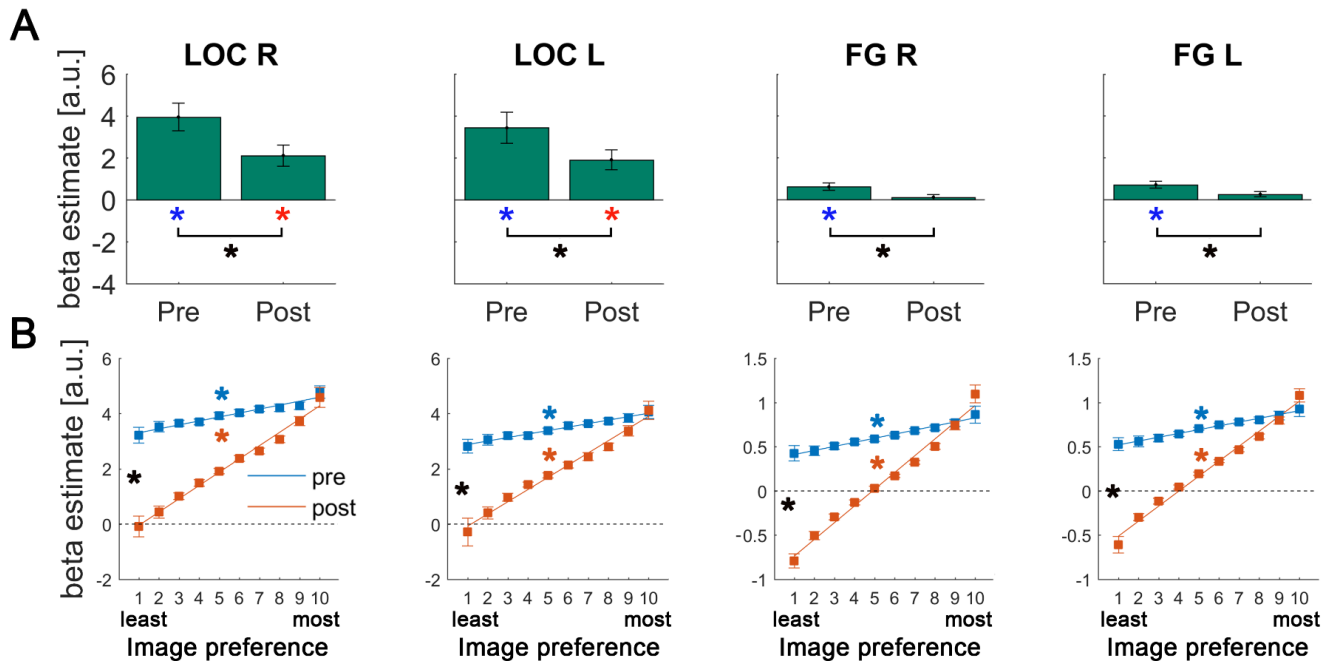 A
LOC R
LOC L
FG R
FG L
beta estimate [a.u.]
6
4
2
0
-2
-4
*
*
*
*
*
*
*
*
*
*
Pre Post
Pre Post
Pre Post
Pre Post
B
beta estimate [a.u.]
6
4
2
0
-2
*
*
*
pre
post
1 2 3 4 5 6 7 8 9 10
least most
Image preference
6
4
2
0
-2
*
*
*
1 2 3 4 5 6 7 8 9 10
least most
Image preference
1.5
1
0.5
0
-0.5
-1
*
*
*
1 2 3 4 5 6 7 8 9 10
least most
Image preference
1.5
1
0.5
0
-0.5
-1
*
*
*
1 2 3 4 5 6 7 8 9 10
least most
Image preference